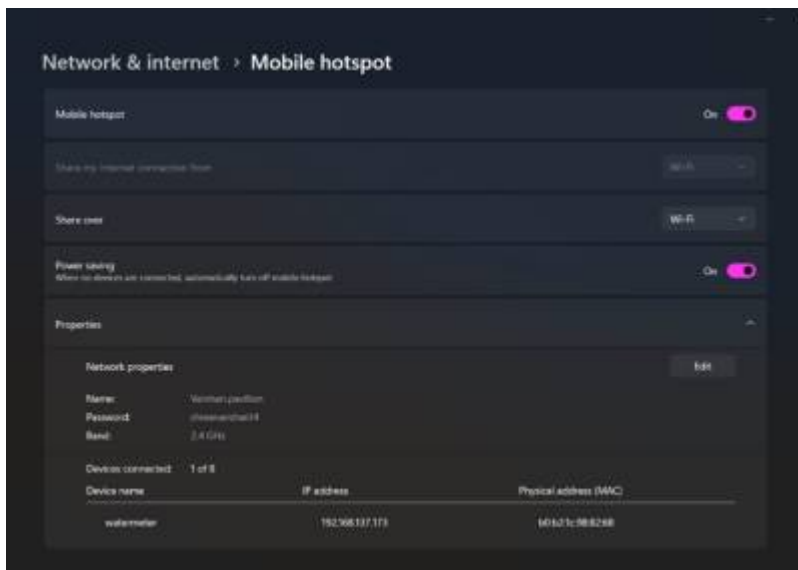 Network & internet › Mobile hotspot
Mobile hotspot On
Share my internet connection from Wi-Fi
Share over Wi-Fi
Power saving On
When no devices are connected, automatically turn off mobile hotspot.
Properties
Network properties Edit
Name:
Password:
Band: 2.4 GHz
Devices connected: 1 of 8
Device name IP address Physical address (MAC)
watermeter 192.168.137.173